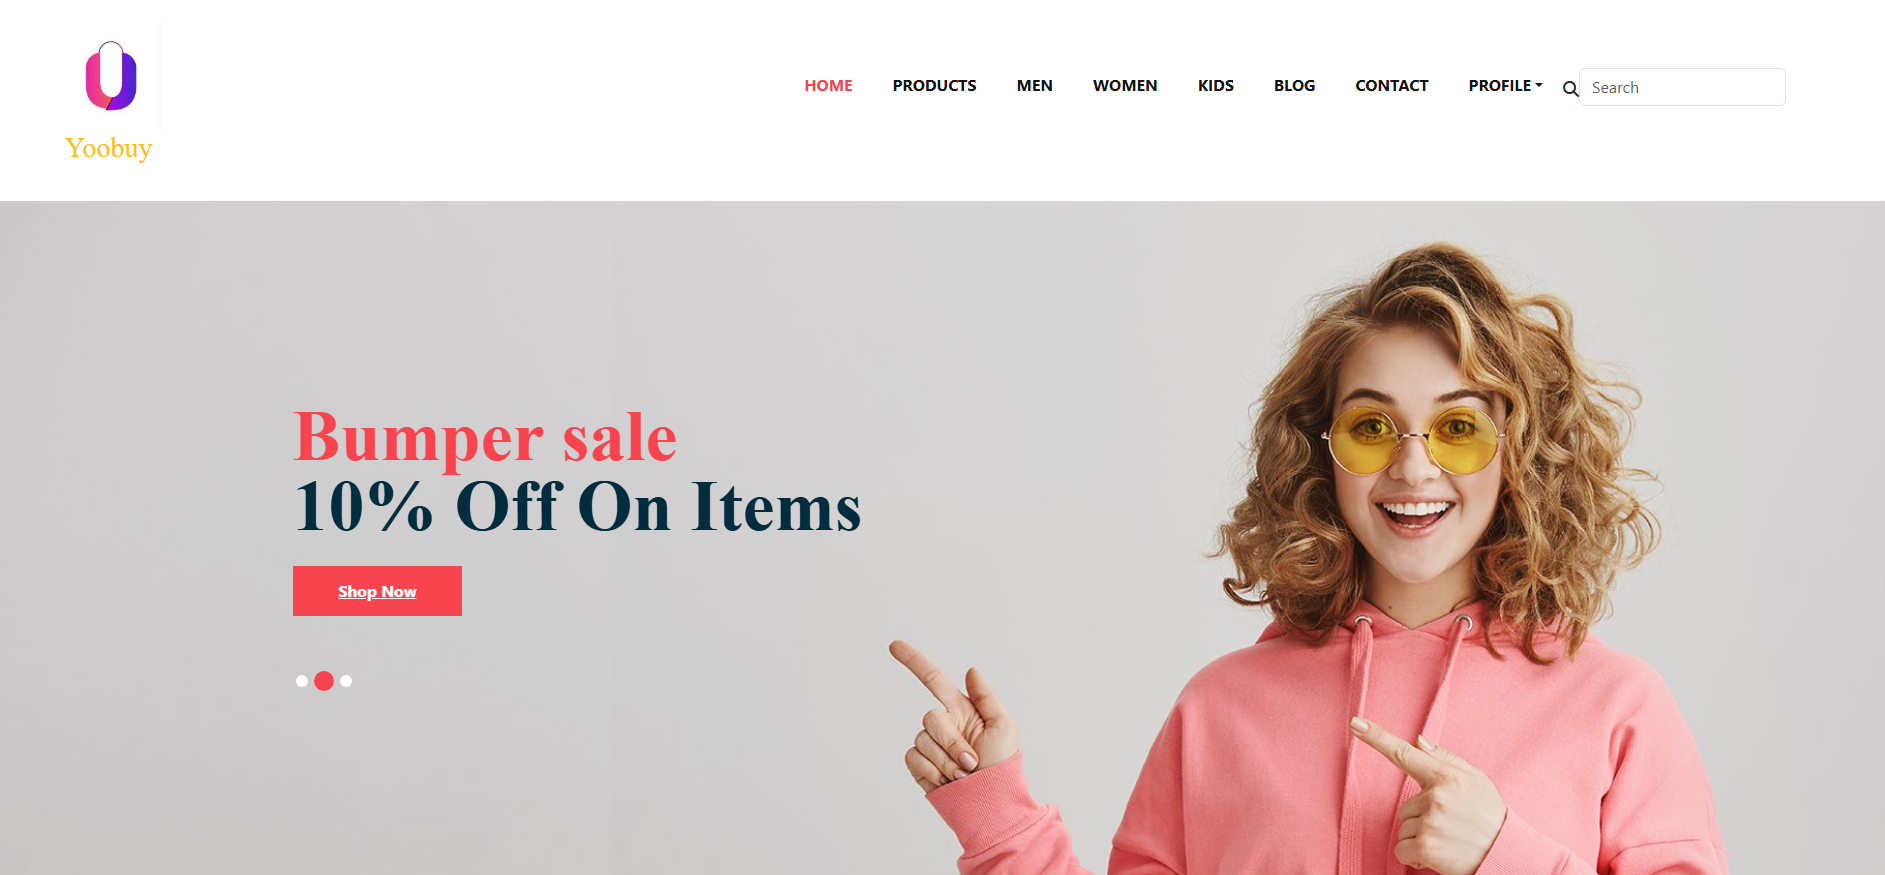 Yoobuy
HOME PRODUCTS MEN WOMEN KIDS BLOG CONTACT PROFILE Search
Bumper sale
10% Off On Items
Shop Now